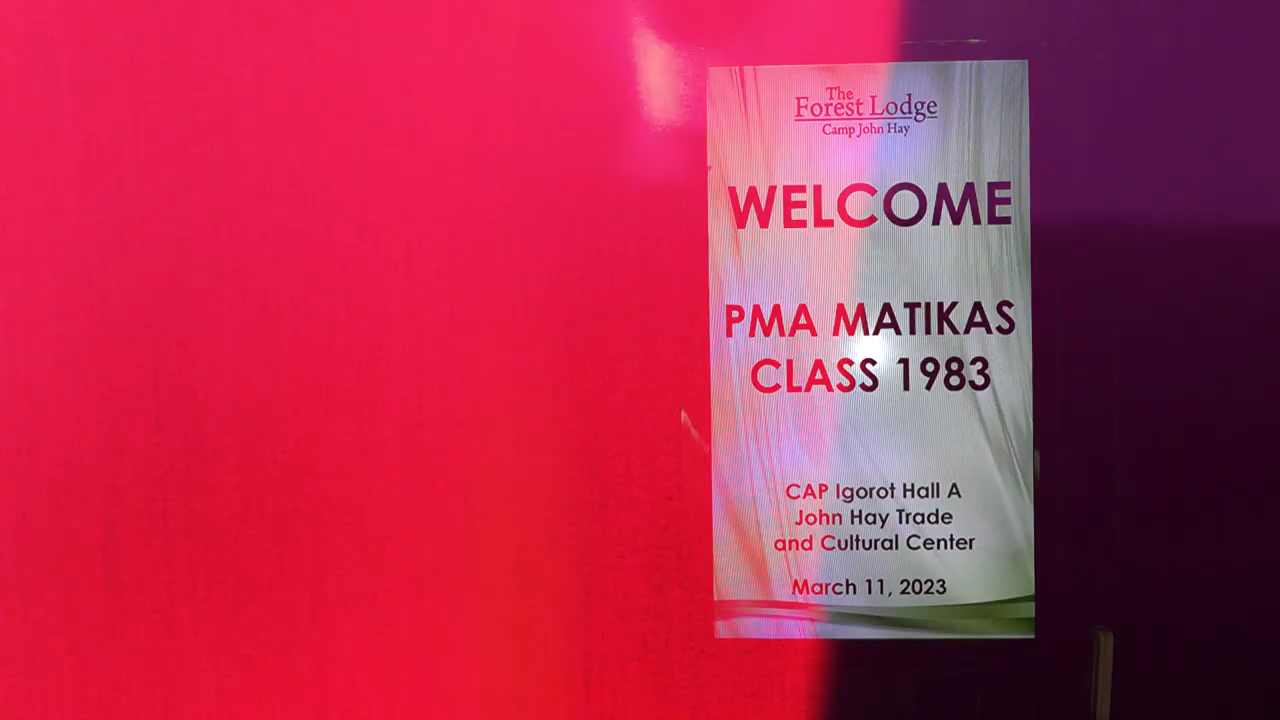 The
Forest Lodge
Camp John Hay
WELCOME
PMA MATIKAS
CLASS 1983
CAP Igorot Hall A
John Hay Trade
and Cultural Center
March 11, 2023